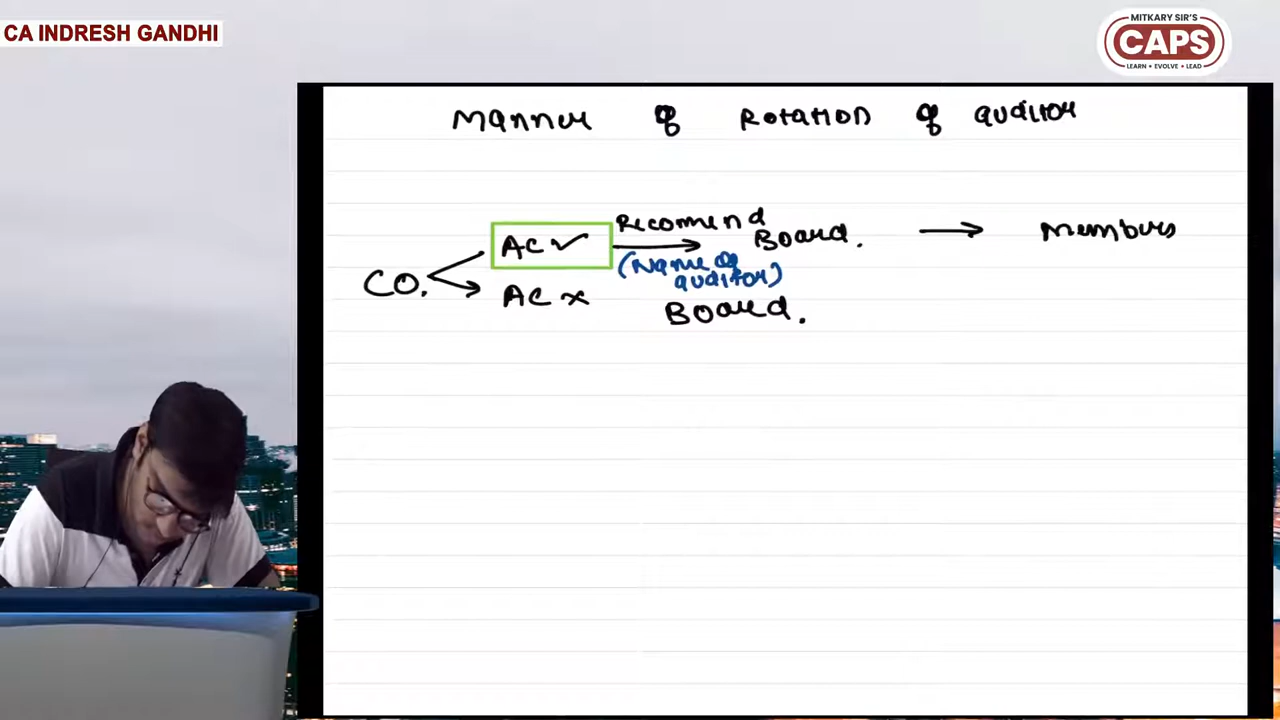 CA INDRESH GANDHI
MITKARY SIR'S
CAPS
LEARN • EVOLVE • LEAD
Manner of Rotation of auditor
CO.
AC ✓
Recomend
(Name of auditor)
Board.
→ Members
AC ×
Board.